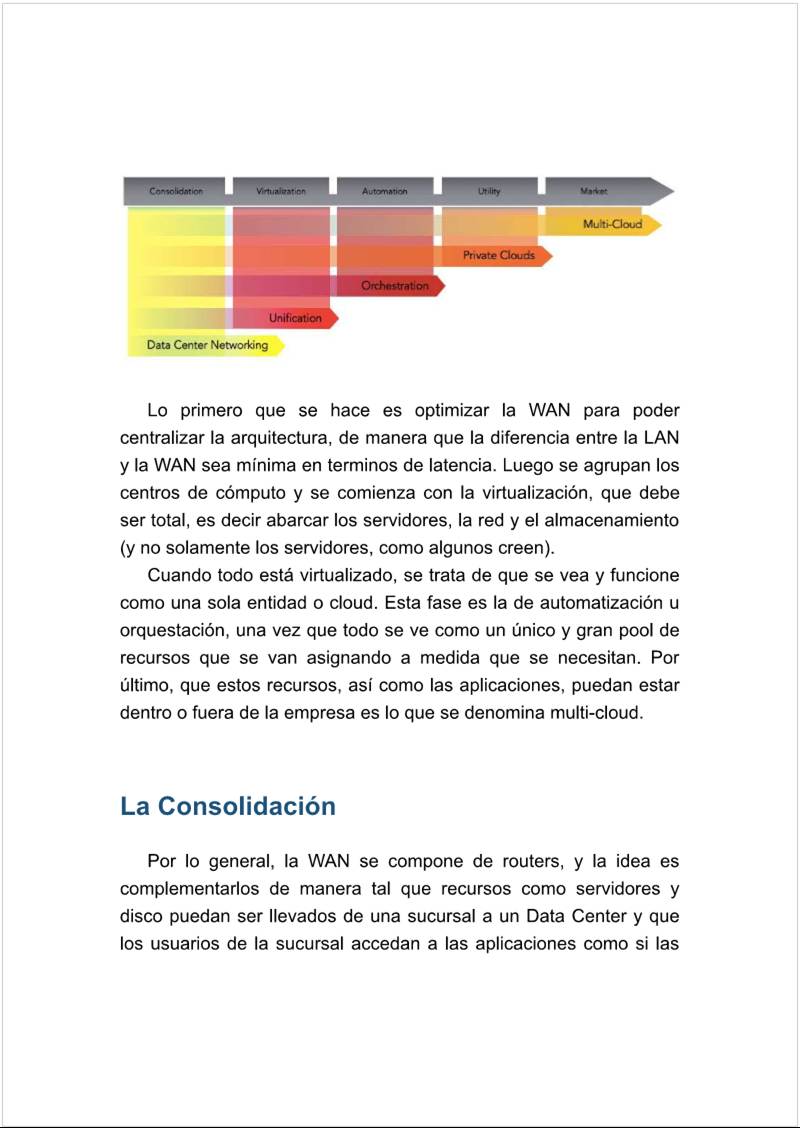 Consolidation Virtualization Automation Utility Market
Multi-Cloud
Private Clouds
Orchestration
Unification
Data Center Networking
Lo primero que se hace es optimizar la WAN para poder
centralizar la arquitectura, de manera que la diferencia entre la LAN
y la WAN sea mínima en terminos de latencia. Luego se agrupan los
centros de cómputo y se comienza con la virtualización, que debe
ser total, es decir abarcar los servidores, la red y el almacenamiento
(y no solamente los servidores, como algunos creen).
Cuando todo está virtualizado, se trata de que se vea y funcione
como una sola entidad o cloud. Esta fase es la de automatización u
orquestación, una vez que todo se ve como un único y gran pool de
recursos que se van asignando a medida que se necesitan. Por
último, que estos recursos, así como las aplicaciones, puedan estar
dentro o fuera de la empresa es lo que se denomina multi-cloud.
La Consolidación
Por lo general, la WAN se compone de routers, y la idea es
complementarlos de manera tal que recursos como servidores y
disco puedan ser llevados de una sucursal a un Data Center y que
los usuarios de la sucursal accedan a las aplicaciones como si las